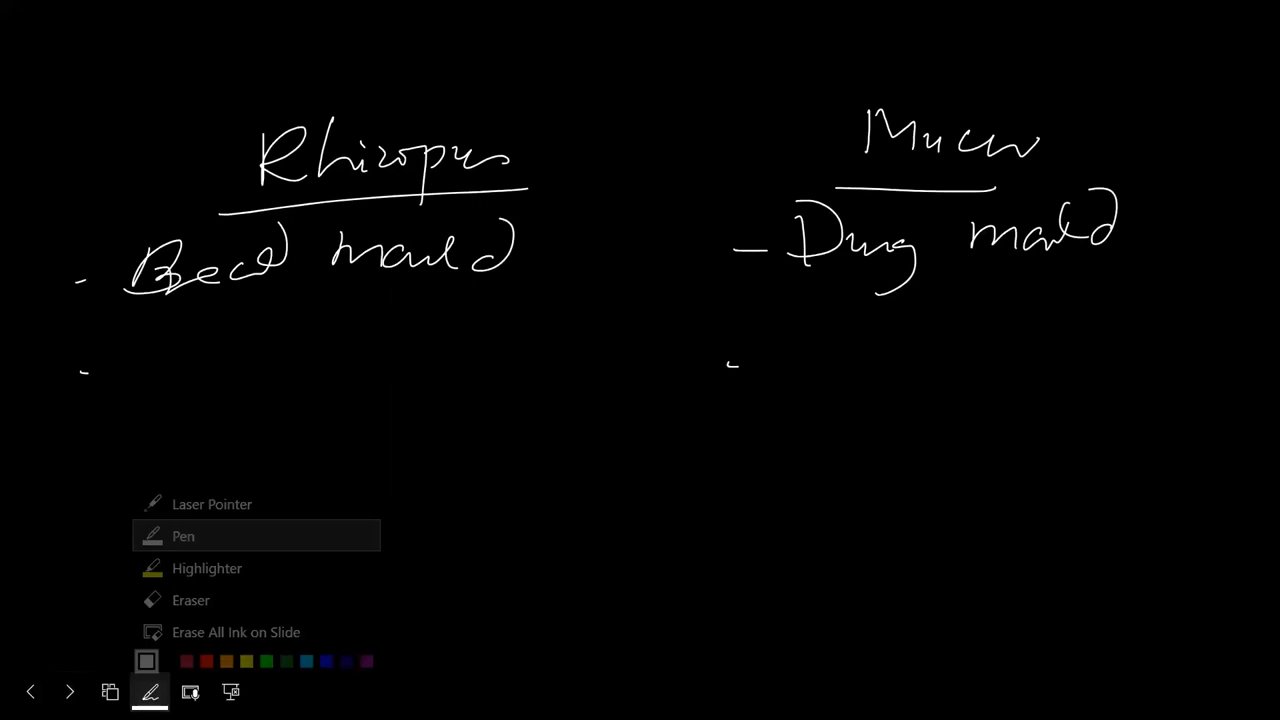 Rhizopus
Mucor
- Bread mould
- Dung mould
-
-
Laser Pointer
Pen
Highlighter
Eraser
Erase All Ink on Slide